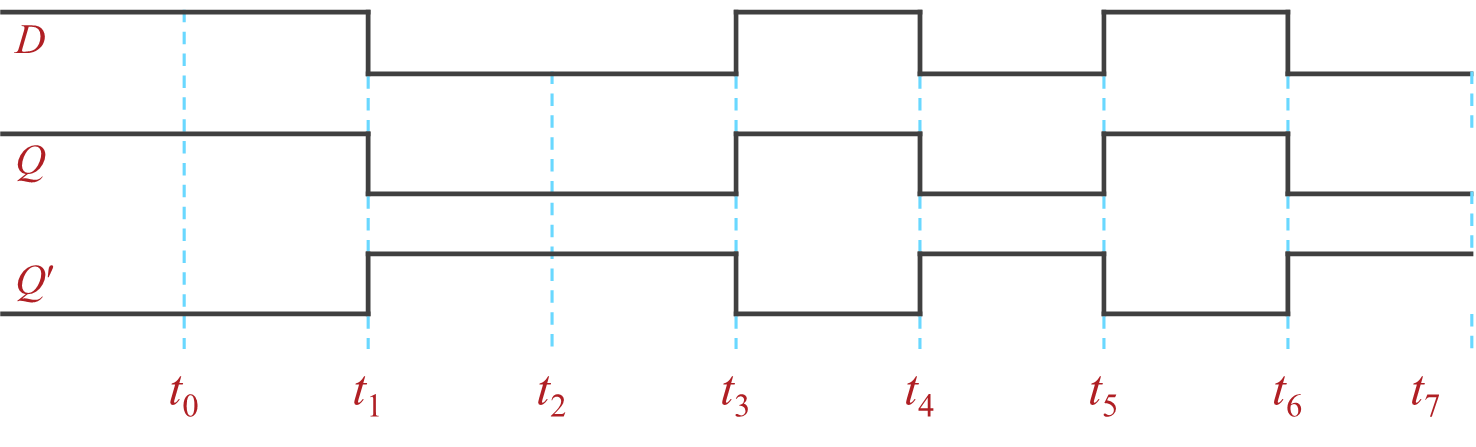 D
Q
Q′
t₀ t₁ t₂ t₃ t₄ t₅ t₆ t₇